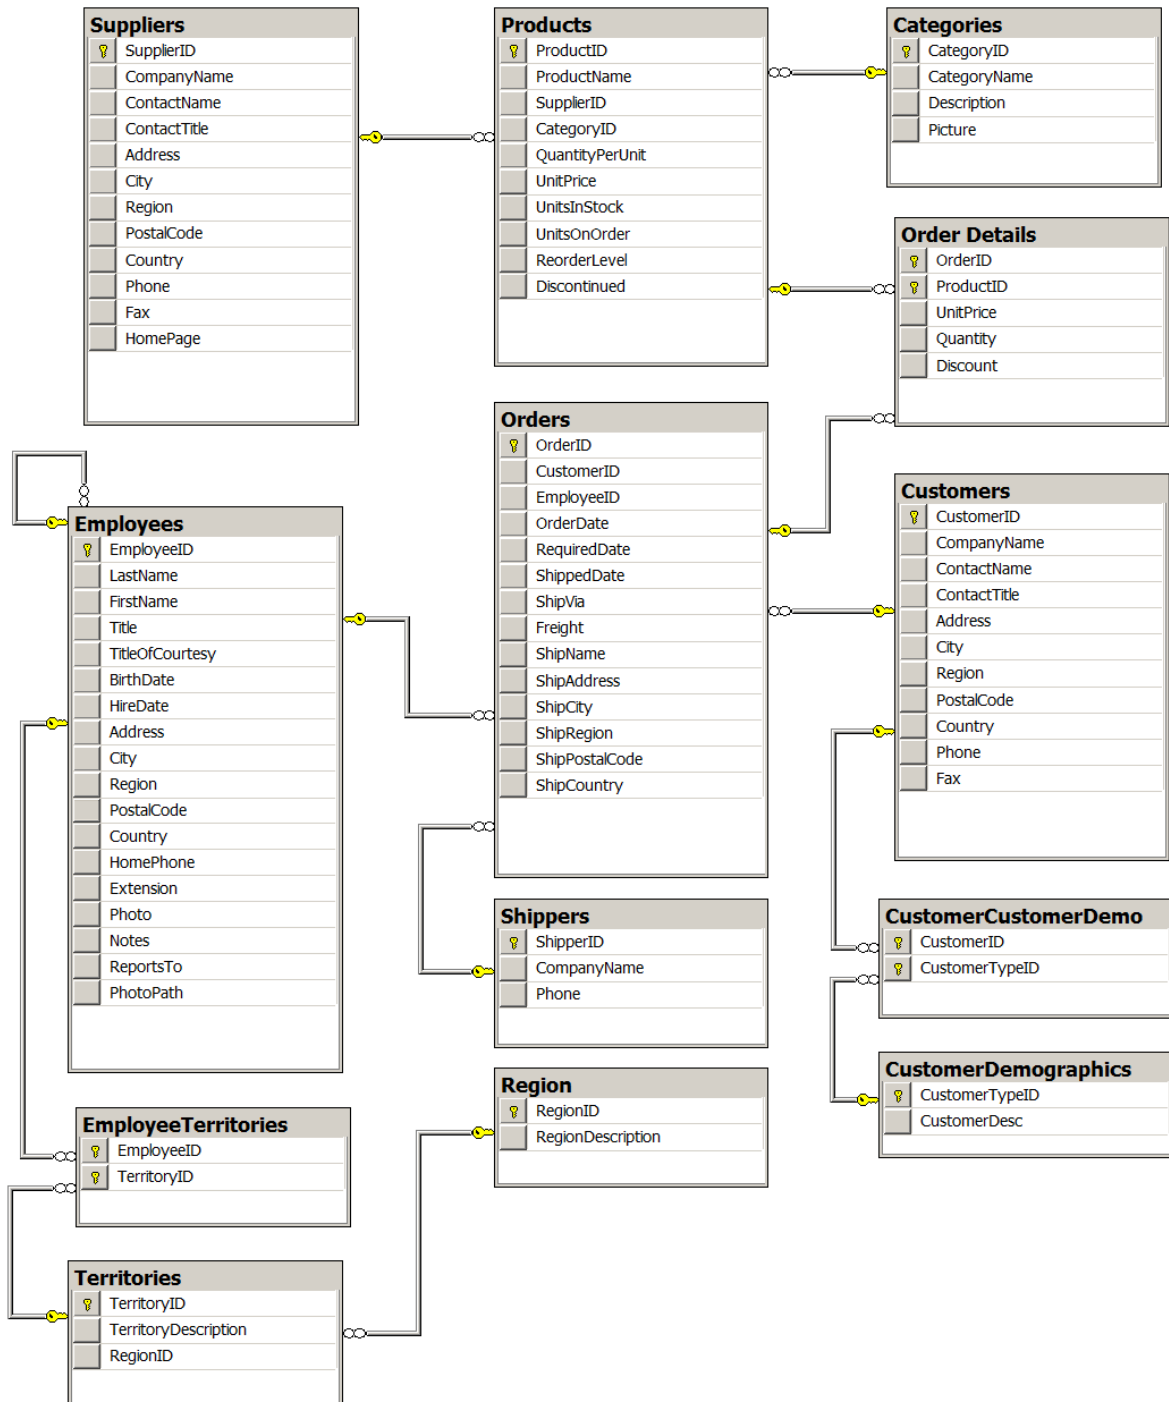 Suppliers
SupplierID
CompanyName
ContactName
ContactTitle
Address
City
Region
PostalCode
Country
Phone
Fax
HomePage
Products
ProductID
ProductName
SupplierID
CategoryID
QuantityPerUnit
UnitPrice
UnitsInStock
UnitsOnOrder
ReorderLevel
Discontinued
Categories
CategoryID
CategoryName
Description
Picture
Order Details
OrderID
ProductID
UnitPrice
Quantity
Discount
Orders
OrderID
CustomerID
EmployeeID
OrderDate
RequiredDate
ShippedDate
ShipVia
Freight
ShipName
ShipAddress
ShipCity
ShipRegion
ShipPostalCode
ShipCountry
Customers
CustomerID
CompanyName
ContactName
ContactTitle
Address
City
Region
PostalCode
Country
Phone
Fax
Employees
EmployeeID
LastName
FirstName
Title
TitleOfCourtesy
BirthDate
HireDate
Address
City
Region
PostalCode
Country
HomePhone
Extension
Photo
Notes
ReportsTo
PhotoPath
Shippers
ShipperID
CompanyName
Phone
CustomerCustomerDemo
CustomerID
CustomerTypeID
CustomerDemographics
CustomerTypeID
CustomerDesc
Region
RegionID
RegionDescription
EmployeeTerritories
EmployeeID
TerritoryID
Territories
TerritoryID
TerritoryDescription
RegionID